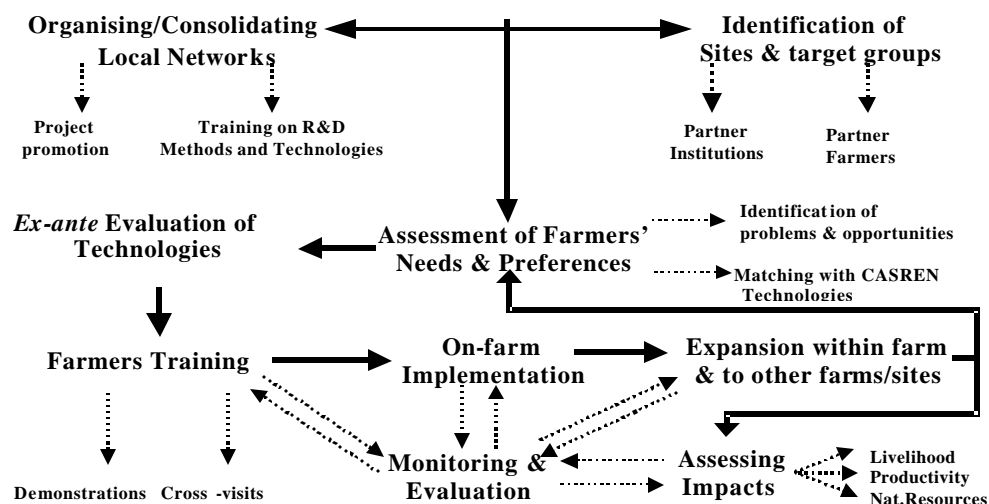 Organising/Consolidating
Local Networks
Identification of
Sites & target groups
Project
promotion
Training on R&D
Methods and Technologies
Partner
Institutions
Partner
Farmers
Ex-ante Evaluation of
Technologies
Assessment of Farmers'
Needs & Preferences
Identification of
problems & opportunities
Matching with CASREN
Technologies
Farmers Training
On-farm
Implementation
Expansion within farm
& to other farms/sites
Demonstrations
Cross -visits
Monitoring &
Evaluation
Assessing
Impacts
Livelihood
Productivity
Nat.Resources